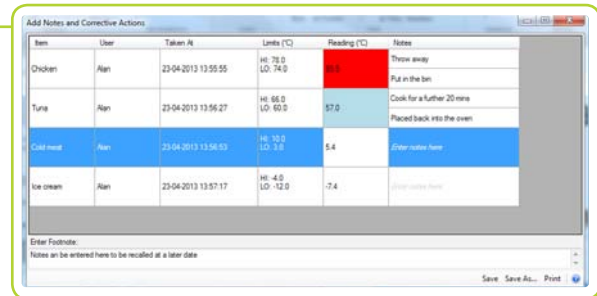 Add Notes and Corrective Actions
Item User Taken At Limits (°C) Reading (°C) Notes
Chicken Alan 23-04-2013 13:55:55 HI: 78.0 Throw away
LO: 74.0 Put in the bin
Tuna Alan 23-04-2013 13:56:27 HI: 66.0 57.0 Cook for a further 20 mins
LO: 60.0 Placed back into the oven
Cold meat Alan 23-04-2013 13:56:53 HI: 10.0 5.4 Enter notes here
LO: 3.0
Ice cream Alan 23-04-2013 13:57:17 HI: -4.0 -7.4 Enter notes here
LO: -12.0
Enter Footnote:
Notes an be entered here to be recalled at a later date
Save Save As... Print